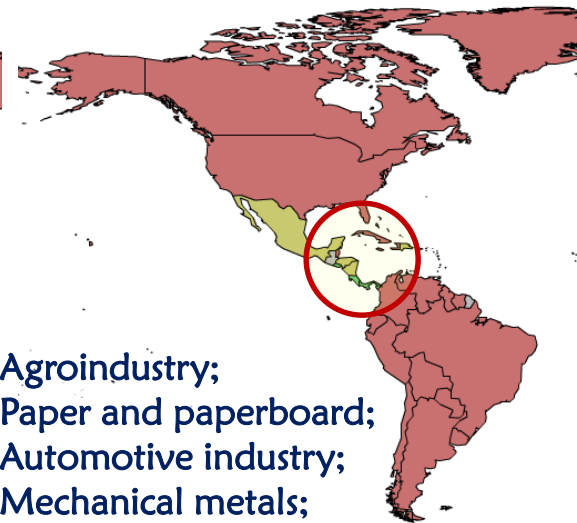 Agroindustry;
Paper and paperboard;
Automotive industry;
Mechanical metals;